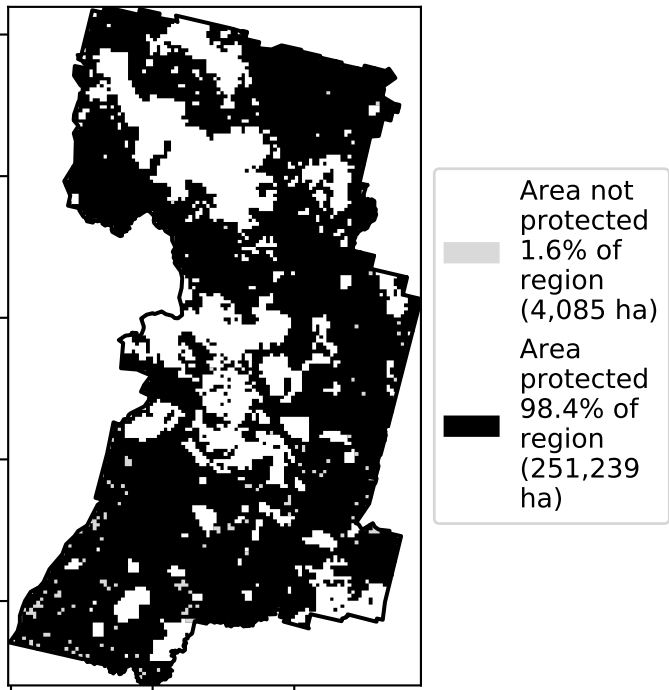 Area not
protected
1.6% of
region
(4,085 ha)
Area
protected
98.4% of
region
(251,239
ha)